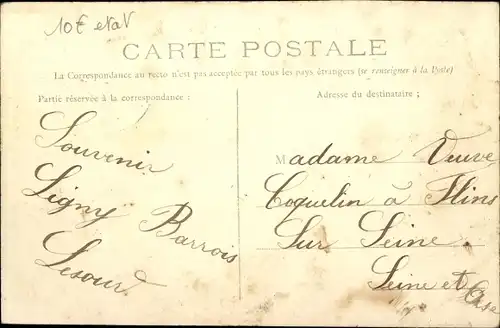 10€ etat
CARTE POSTALE
La Correspondance au recto n'est pas acceptée par tous les pays étrangers (se renseigner à la Poste)
Partie réservée à la correspondance :
Adresse du destinataire ;
Souvenir
Ligny Barrois
Lesourd
Madame Veuve
Coquelin à Flins
Sur Seine
Seine et Oise